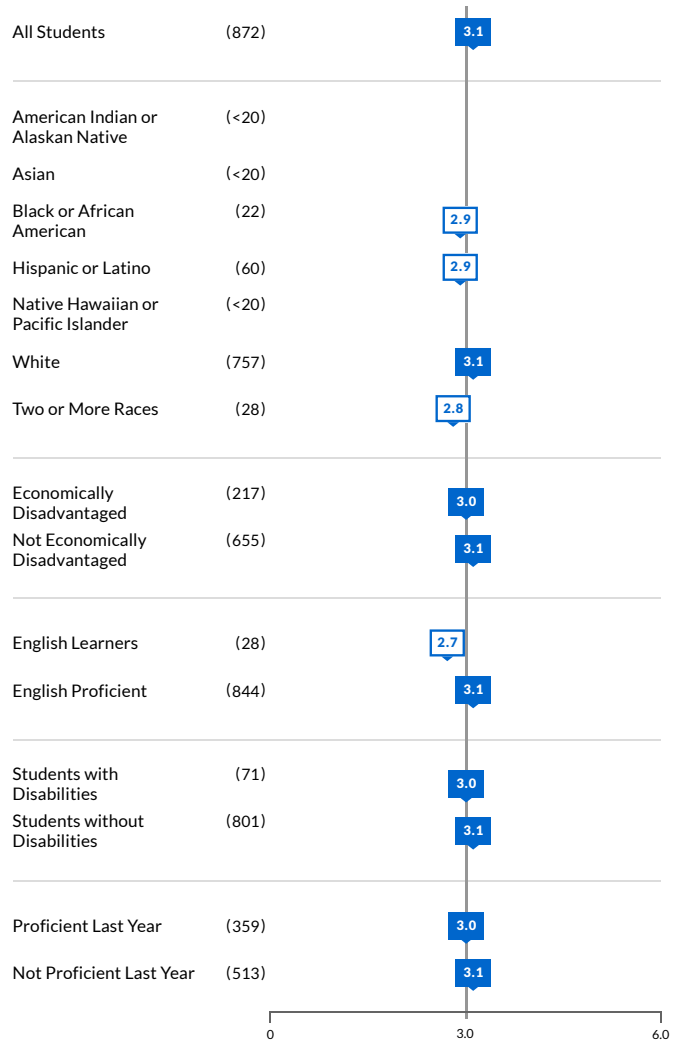 All Students (872) 3.1
American Indian or (<20)
Alaskan Native
Asian (<20)
Black or African (22) 2.9
American
Hispanic or Latino (60) 2.9
Native Hawaiian or (<20)
Pacific Islander
White (757) 3.1
Two or More Races (28) 2.8
Economically (217) 3.0
Disadvantaged
Not Economically (655) 3.1
Disadvantaged
English Learners (28) 2.7
English Proficient (844) 3.1
Students with (71) 3.0
Disabilities
Students without (801) 3.1
Disabilities
Proficient Last Year (359) 3.0
Not Proficient Last Year (513) 3.1
0 3.0 6.0